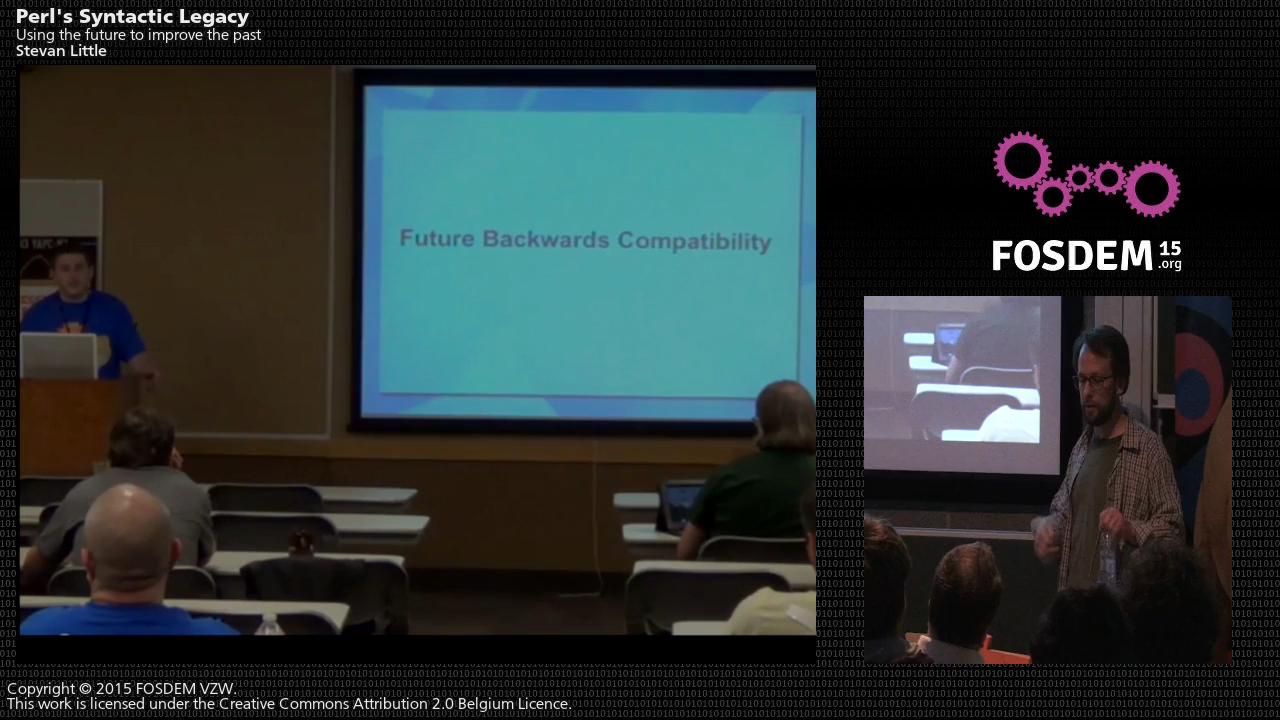 Perl's Syntactic Legacy
Using the future to improve the past
Stevan Little
Future Backwards Compatibility
FOSDEM 15
.org
Copyright © 2015 FOSDEM VZW.
This work is licensed under the Creative Commons Attribution 2.0 Belgium Licence.